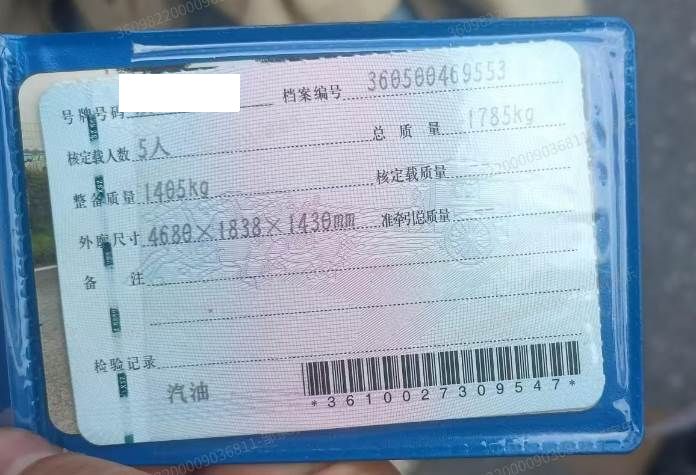 号牌号码 档案编号 360500469553
核定载人数 5人 总质量 1785kg
整备质量 1405kg 核定载质量
外廓尺寸 4680×1838×1430mm 准牵引总质量
备注
检验记录
汽油
*3610027309547*